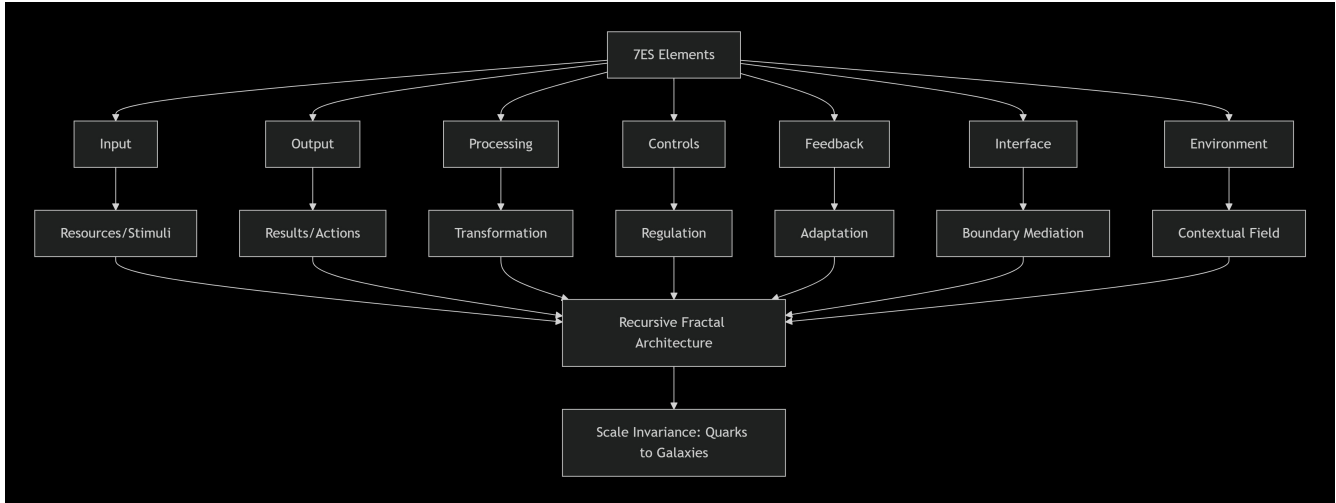 7ES Elements
Input
Output
Processing
Controls
Feedback
Interface
Environment
Resources/Stimuli
Results/Actions
Transformation
Regulation
Adaptation
Boundary Mediation
Contextual Field
Recursive Fractal
Architecture
Scale Invariance: Quarks
to Galaxies